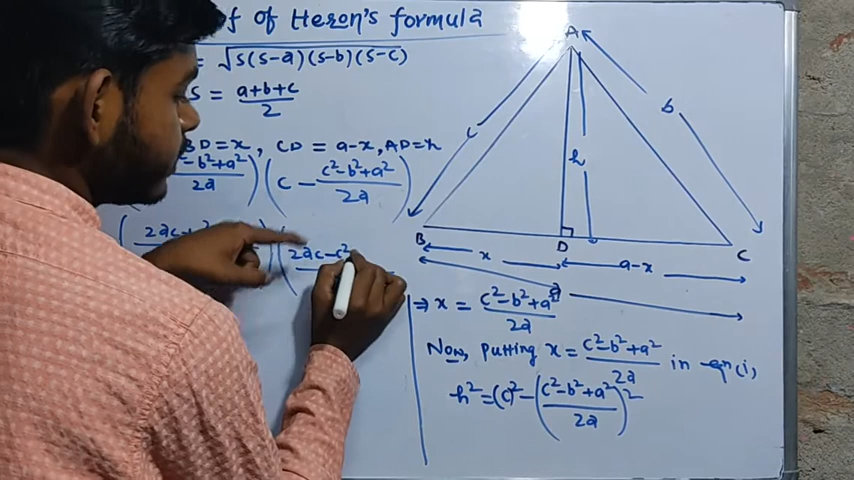 of Heron's formula
= √s(s-a)(s-b)(s-c)
S = a+b+c / 2
BD = x, CD = a-x, AD = h
-b²+a² / 2a) (c - c²-b²+a² / 2a)
(2ac+ ) (2ac-c²
A
c
b
h
B
D
C
x
a-x
a
⇒ x = c²-b²+a² / 2a
Now, putting x = c²-b²+a² / 2a in eqn(i)
h² = (c)² - (c²-b²+a² / 2a)²